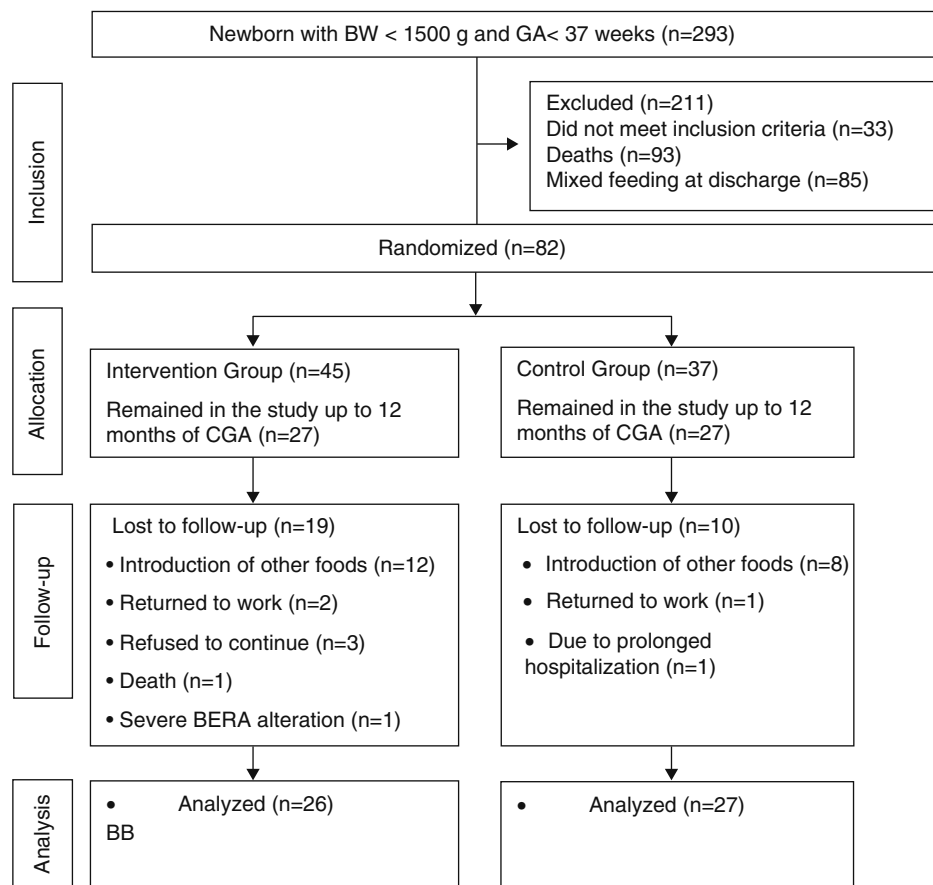 Newborn with BW < 1500 g and GA< 37 weeks (n=293)
Inclusion
Excluded (n=211)
Did not meet inclusion criteria (n=33)
Deaths (n=93)
Mixed feeding at discharge (n=85)
Randomized (n=82)
Allocation
Intervention Group (n=45)
Remained in the study up to 12
months of CGA (n=27)
Control Group (n=37)
Remained in the study up to 12
months of CGA (n=27)
Follow-up
Lost to follow-up (n=19)
• Introduction of other foods (n=12)
• Returned to work (n=2)
• Refused to continue (n=3)
• Death (n=1)
• Severe BERA alteration (n=1)
Lost to follow-up (n=10)
• Introduction of other foods (n=8)
• Returned to work (n=1)
• Due to prolonged
hospitalization (n=1)
Analysis
• Analyzed (n=26)
BB
• Analyzed (n=27)